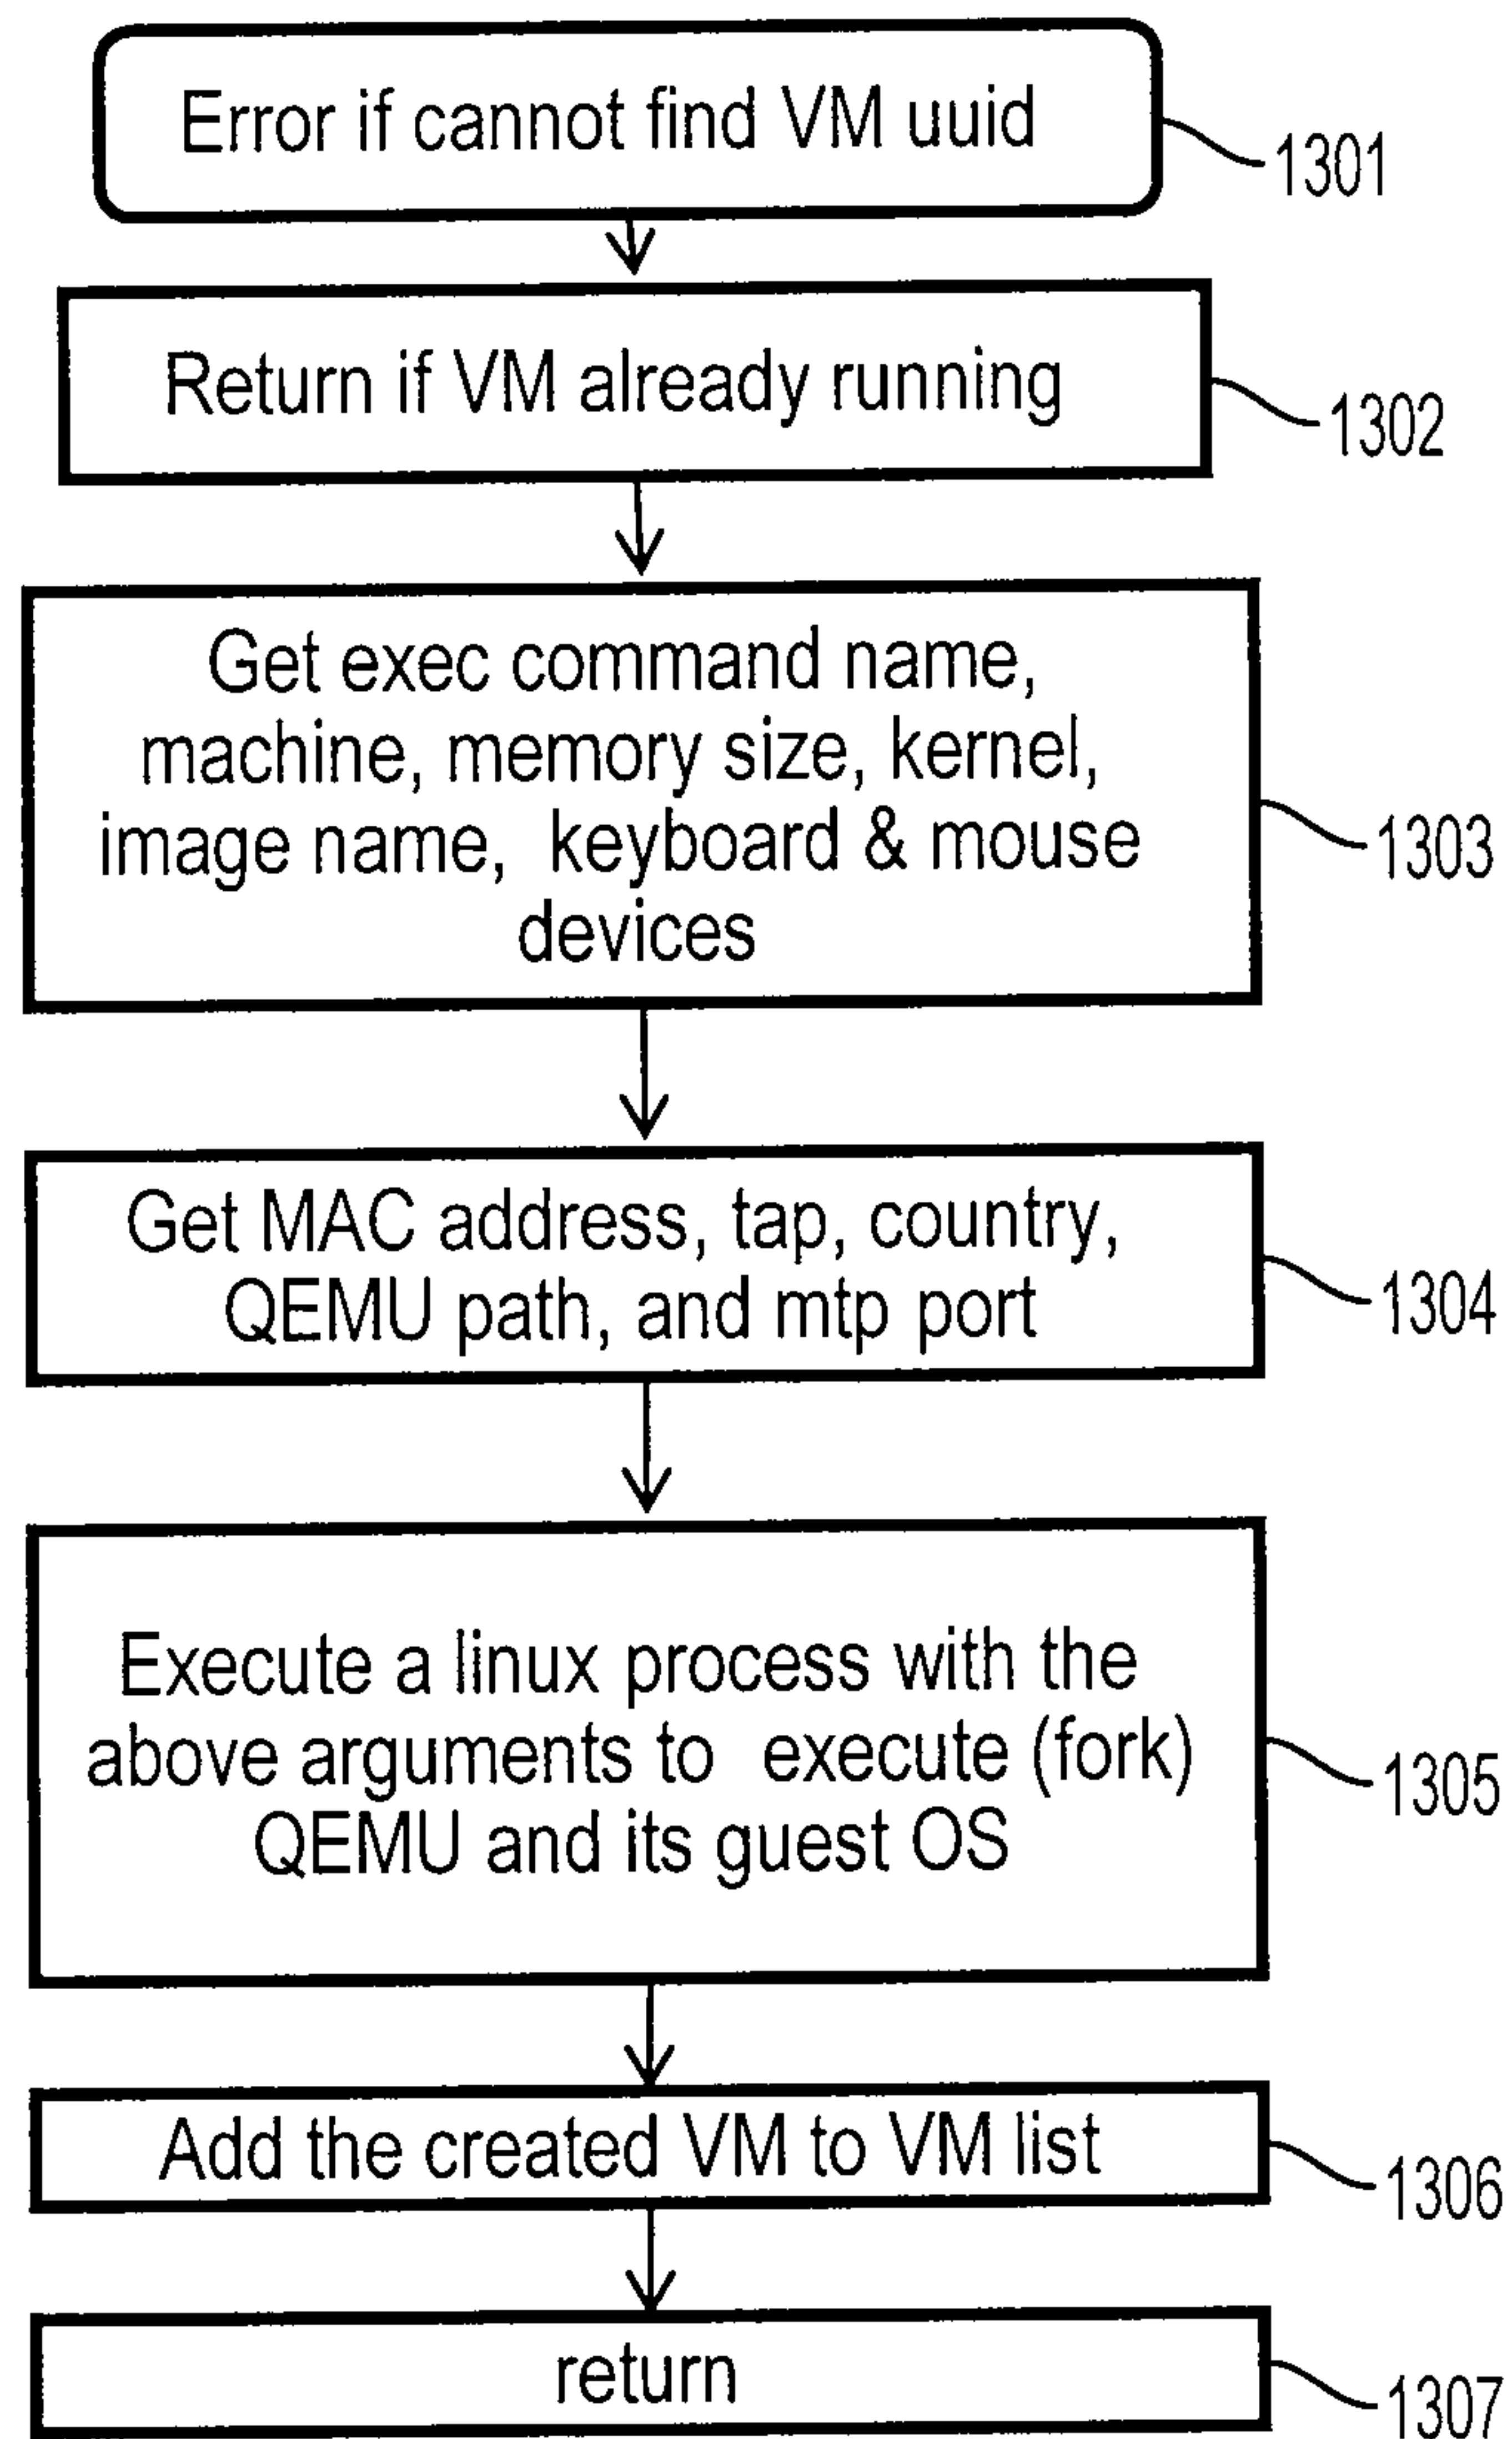 Error if cannot find VM uuid
1301
Return if VM already running
1302
Get exec command name,
machine, memory size, kernel,
image name, keyboard & mouse
devices
1303
Get MAC address, tap, country,
QEMU path, and mtp port
1304
Execute a linux process with the
above arguments to execute (fork)
QEMU and its guest OS
1305
Add the created VM to VM list
1306
return
1307